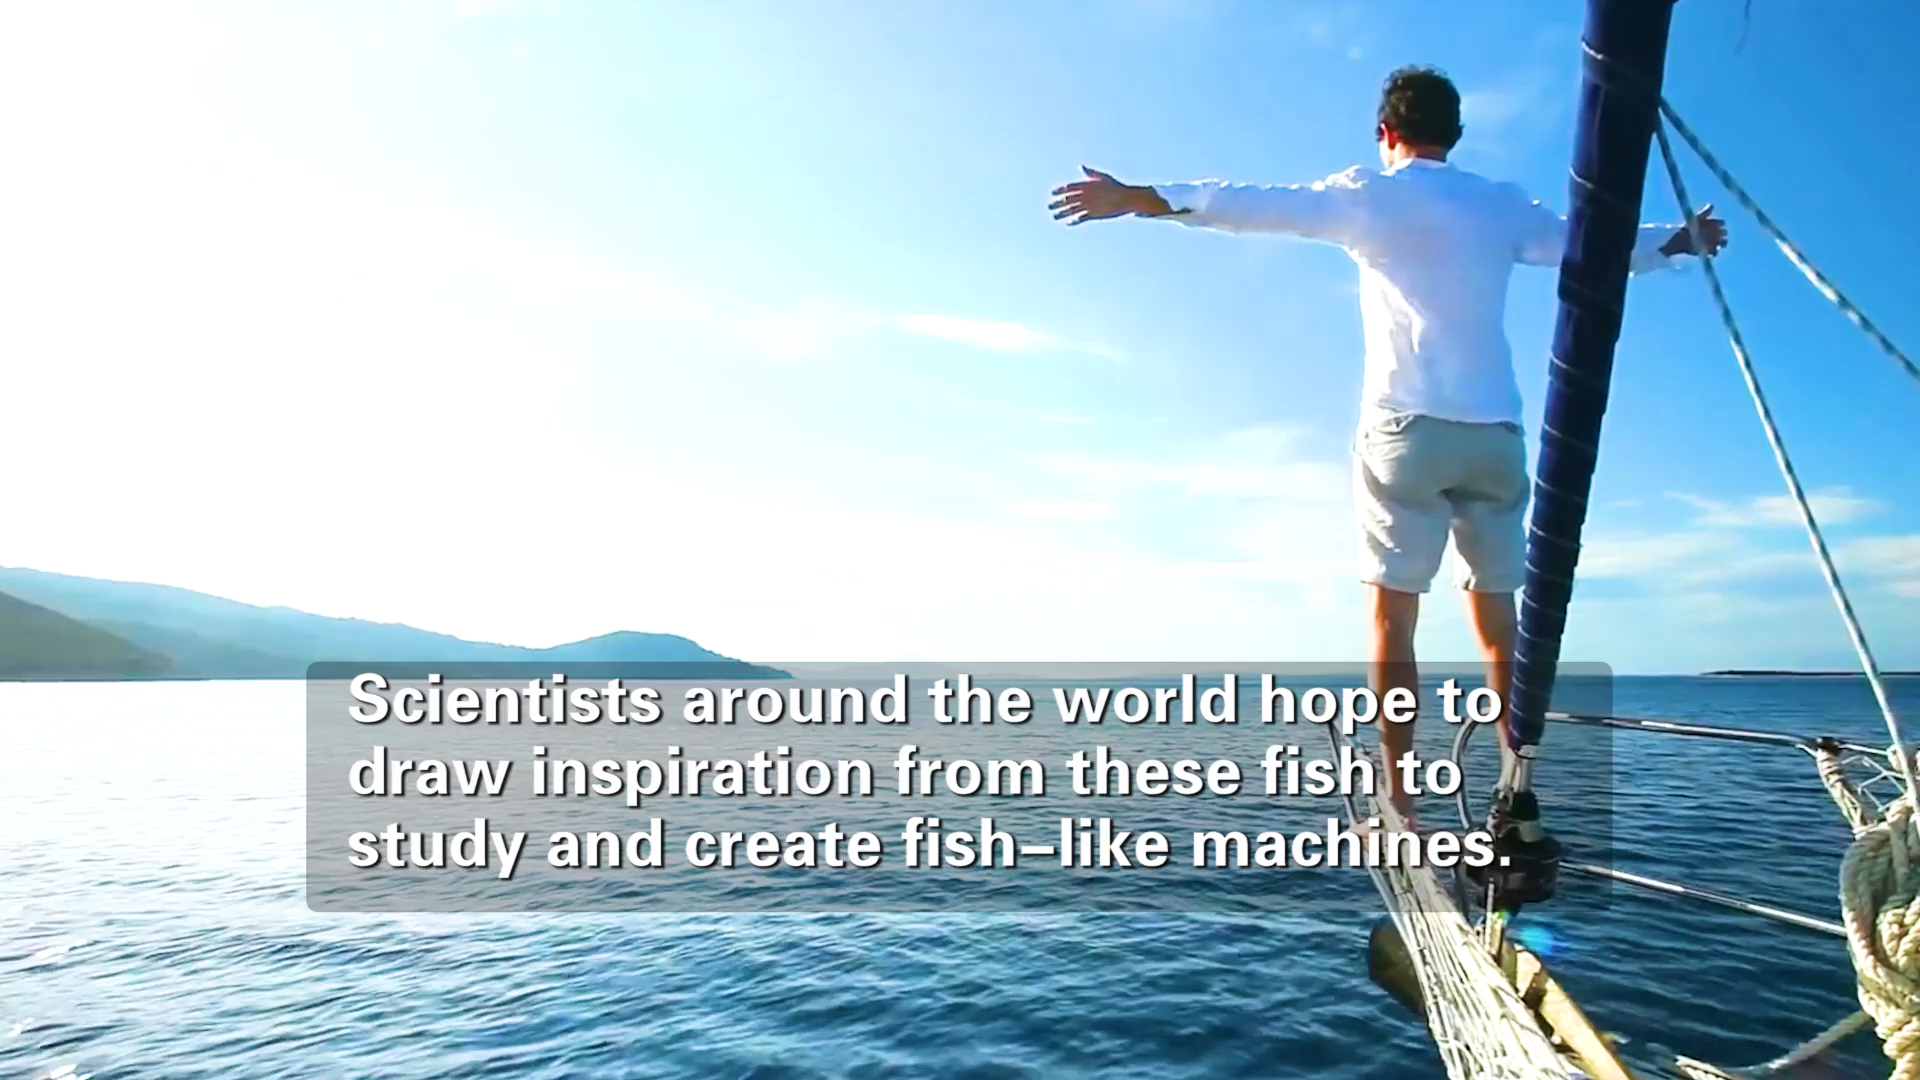 Scientists around the world hope to
draw inspiration from these fish to
study and create fish–like machines.